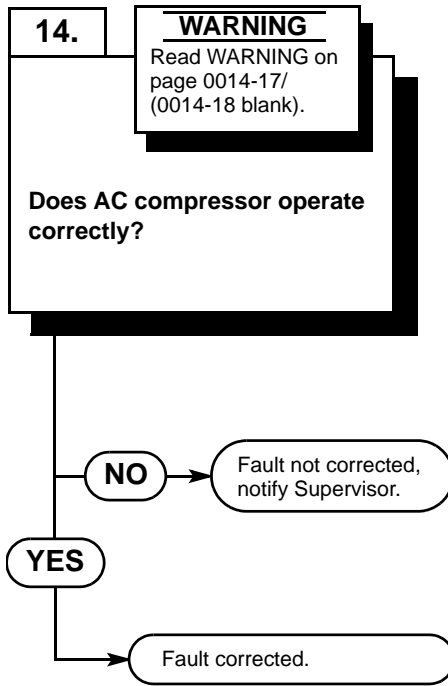 14.
WARNING
Read WARNING on
page 0014-17/
(0014-18 blank).
Does AC compressor operate
correctly?
NO
Fault not corrected,
notify Supervisor.
YES
Fault corrected.